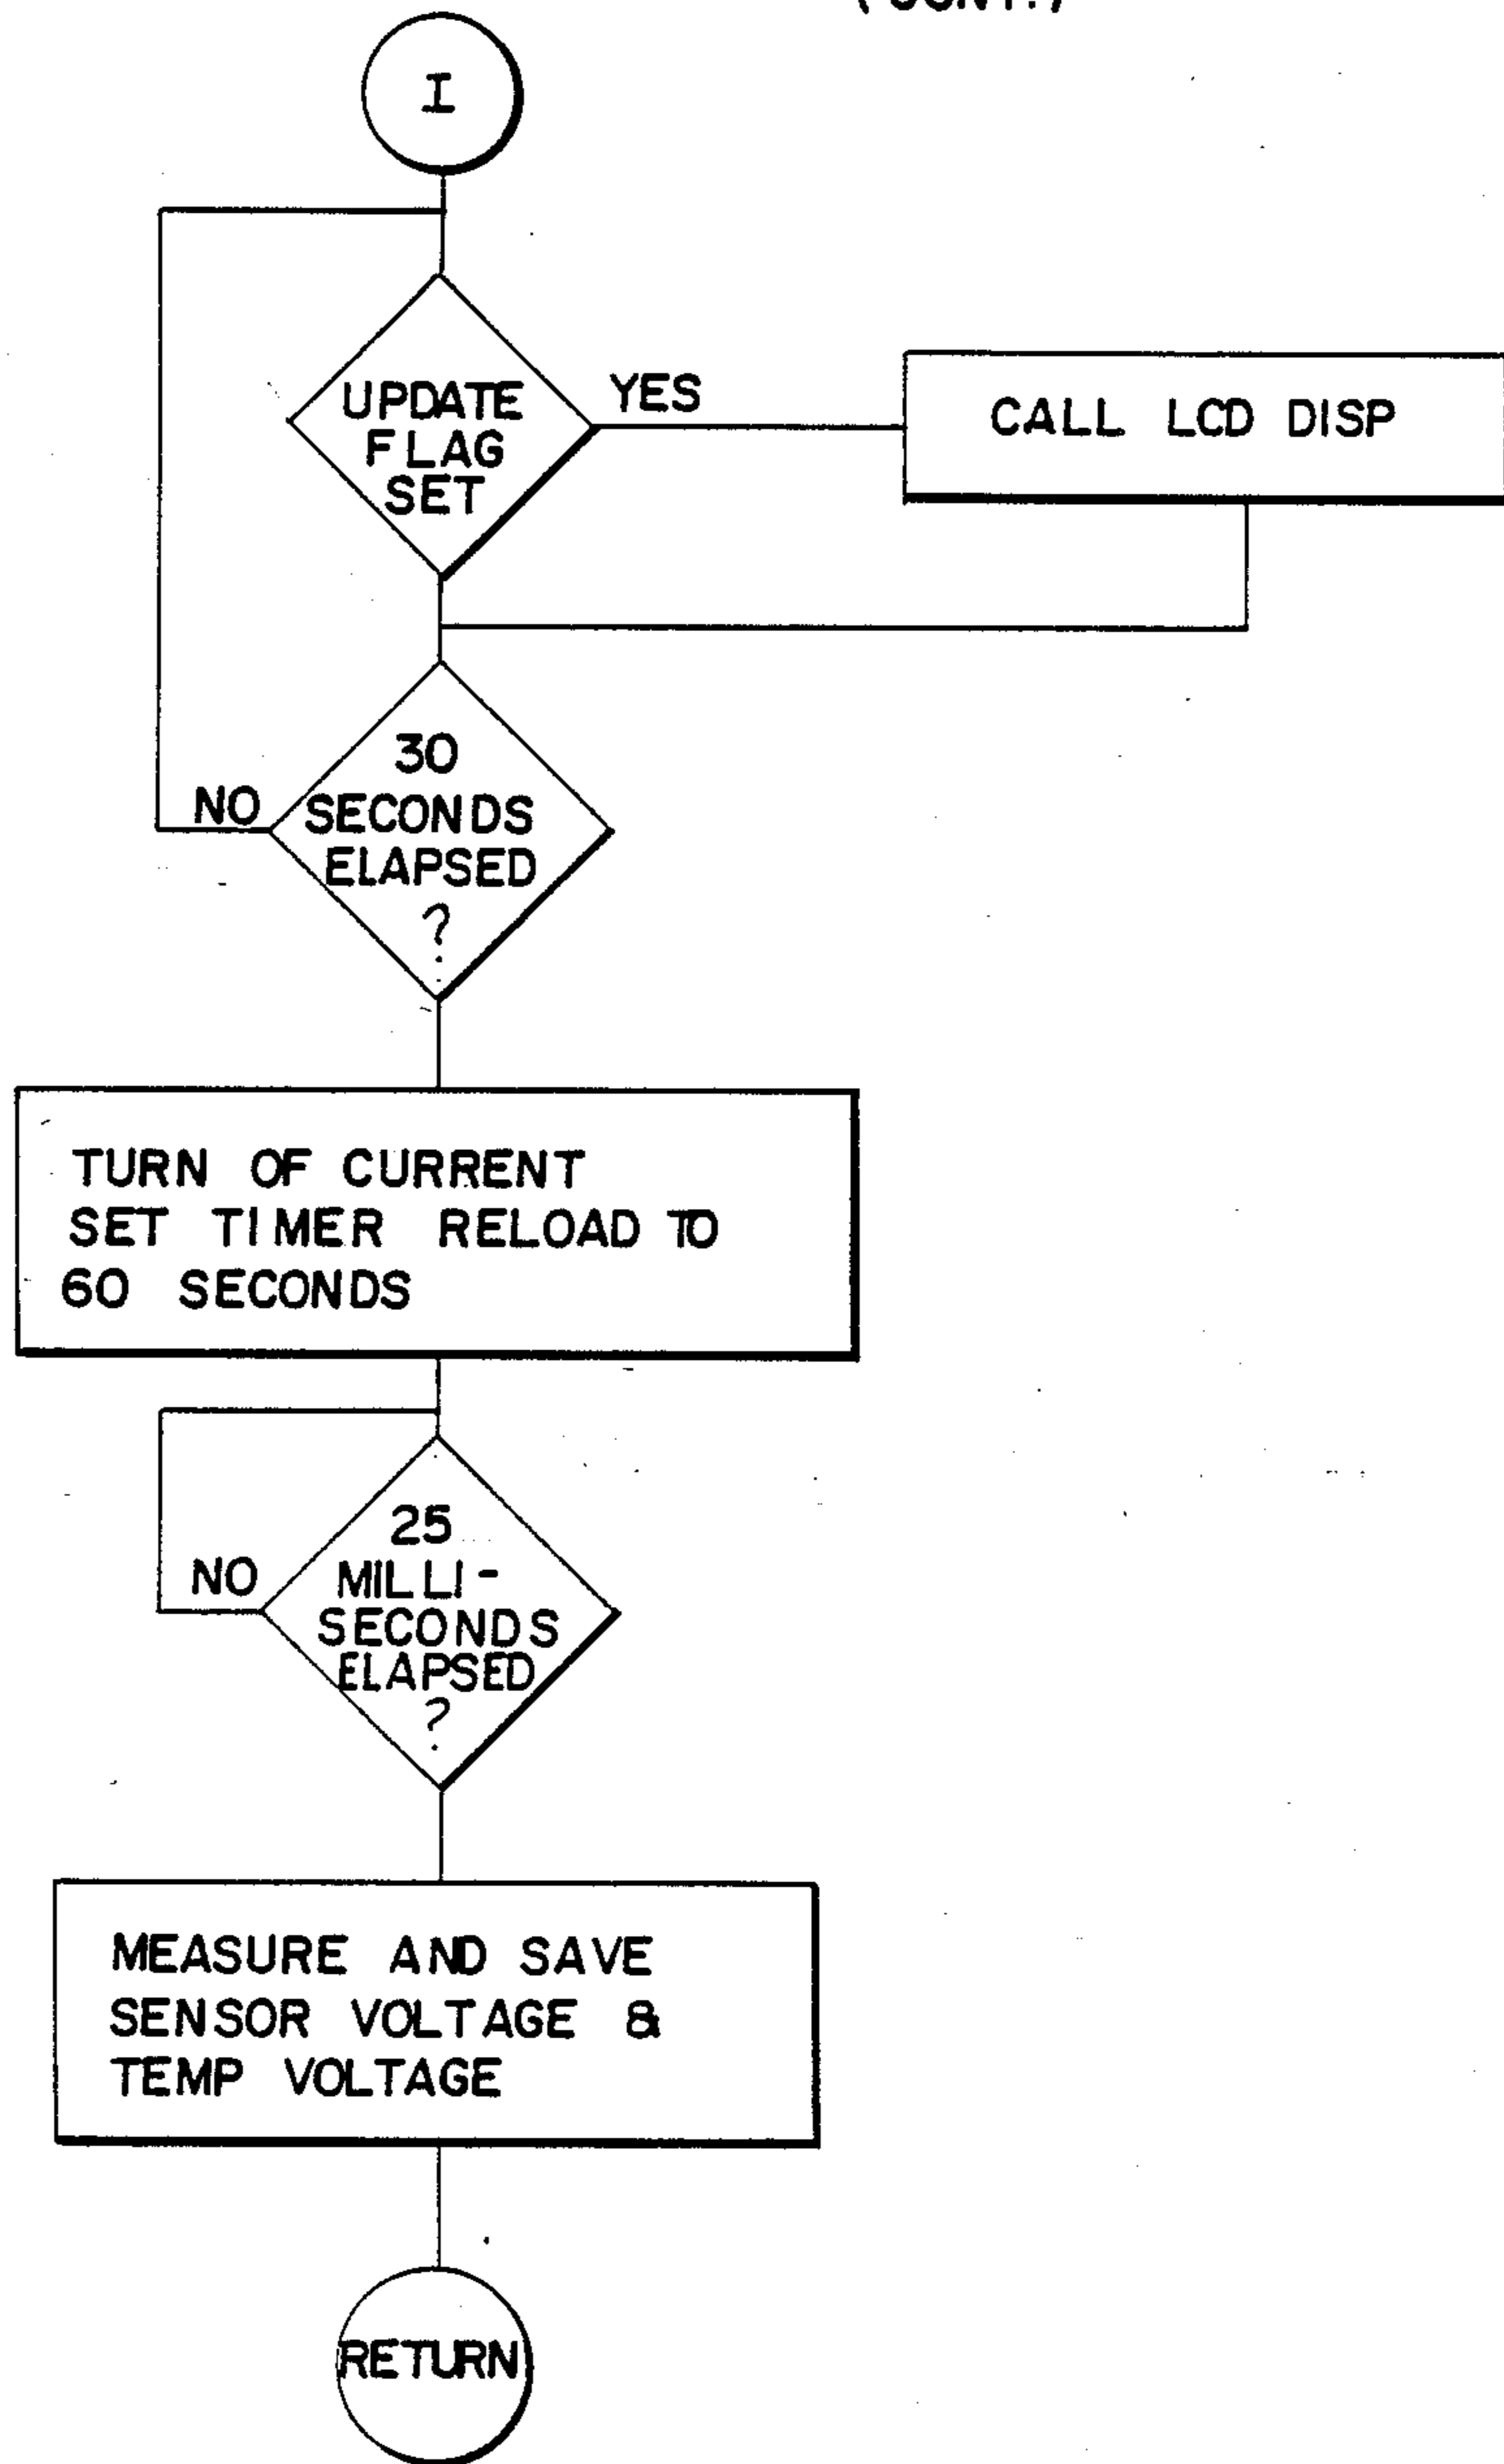 (CONT.)
I
UPDATE
FLAG
SET
YES
CALL LCD DISP
30
SECONDS
ELAPSED
?
NO
TURN OF CURRENT
SET TIMER RELOAD TO
60 SECONDS
25
MILLI-
SECONDS
ELAPSED
?
NO
MEASURE AND SAVE
SENSOR VOLTAGE &
TEMP VOLTAGE
RETURN